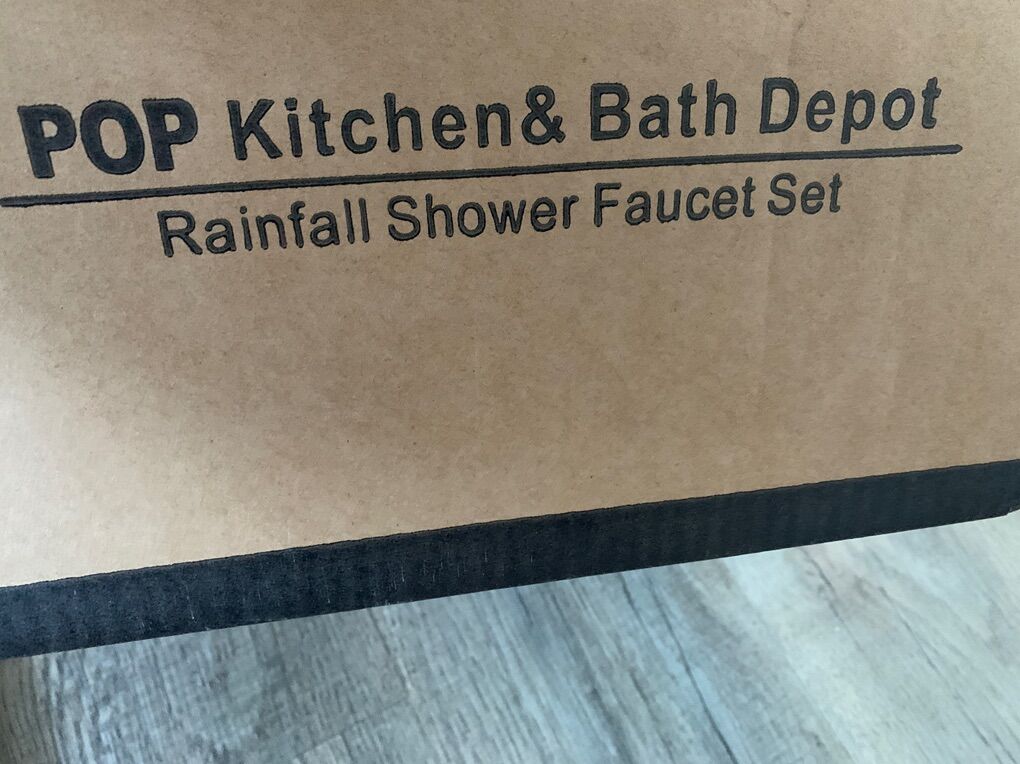 POP Kitchen& Bath Depot
Rainfall Shower Faucet Set